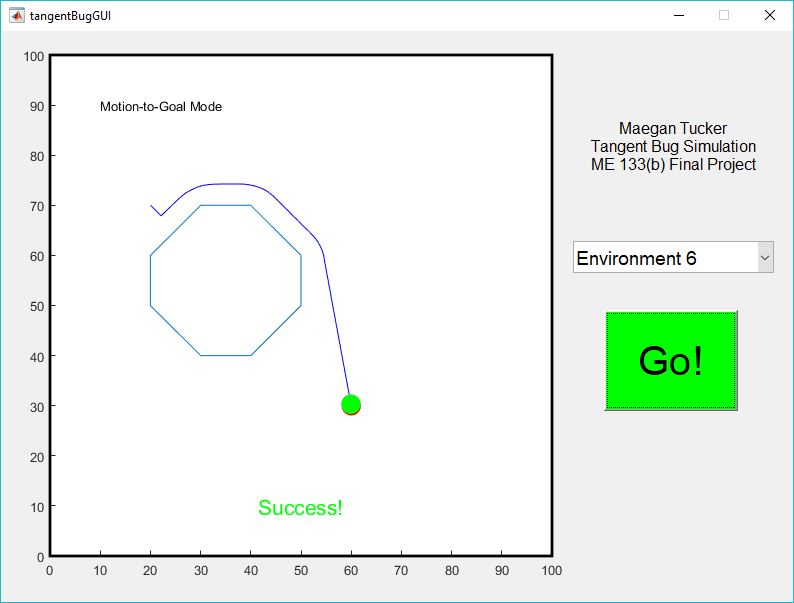 tangentBugGUI
100
90
80
70
60
50
40
30
20
10
0
Motion-to-Goal Mode
Success!
0 10 20 30 40 50 60 70 80 90 100
Maegan Tucker
Tangent Bug Simulation
ME 133(b) Final Project
Environment 6
Go!